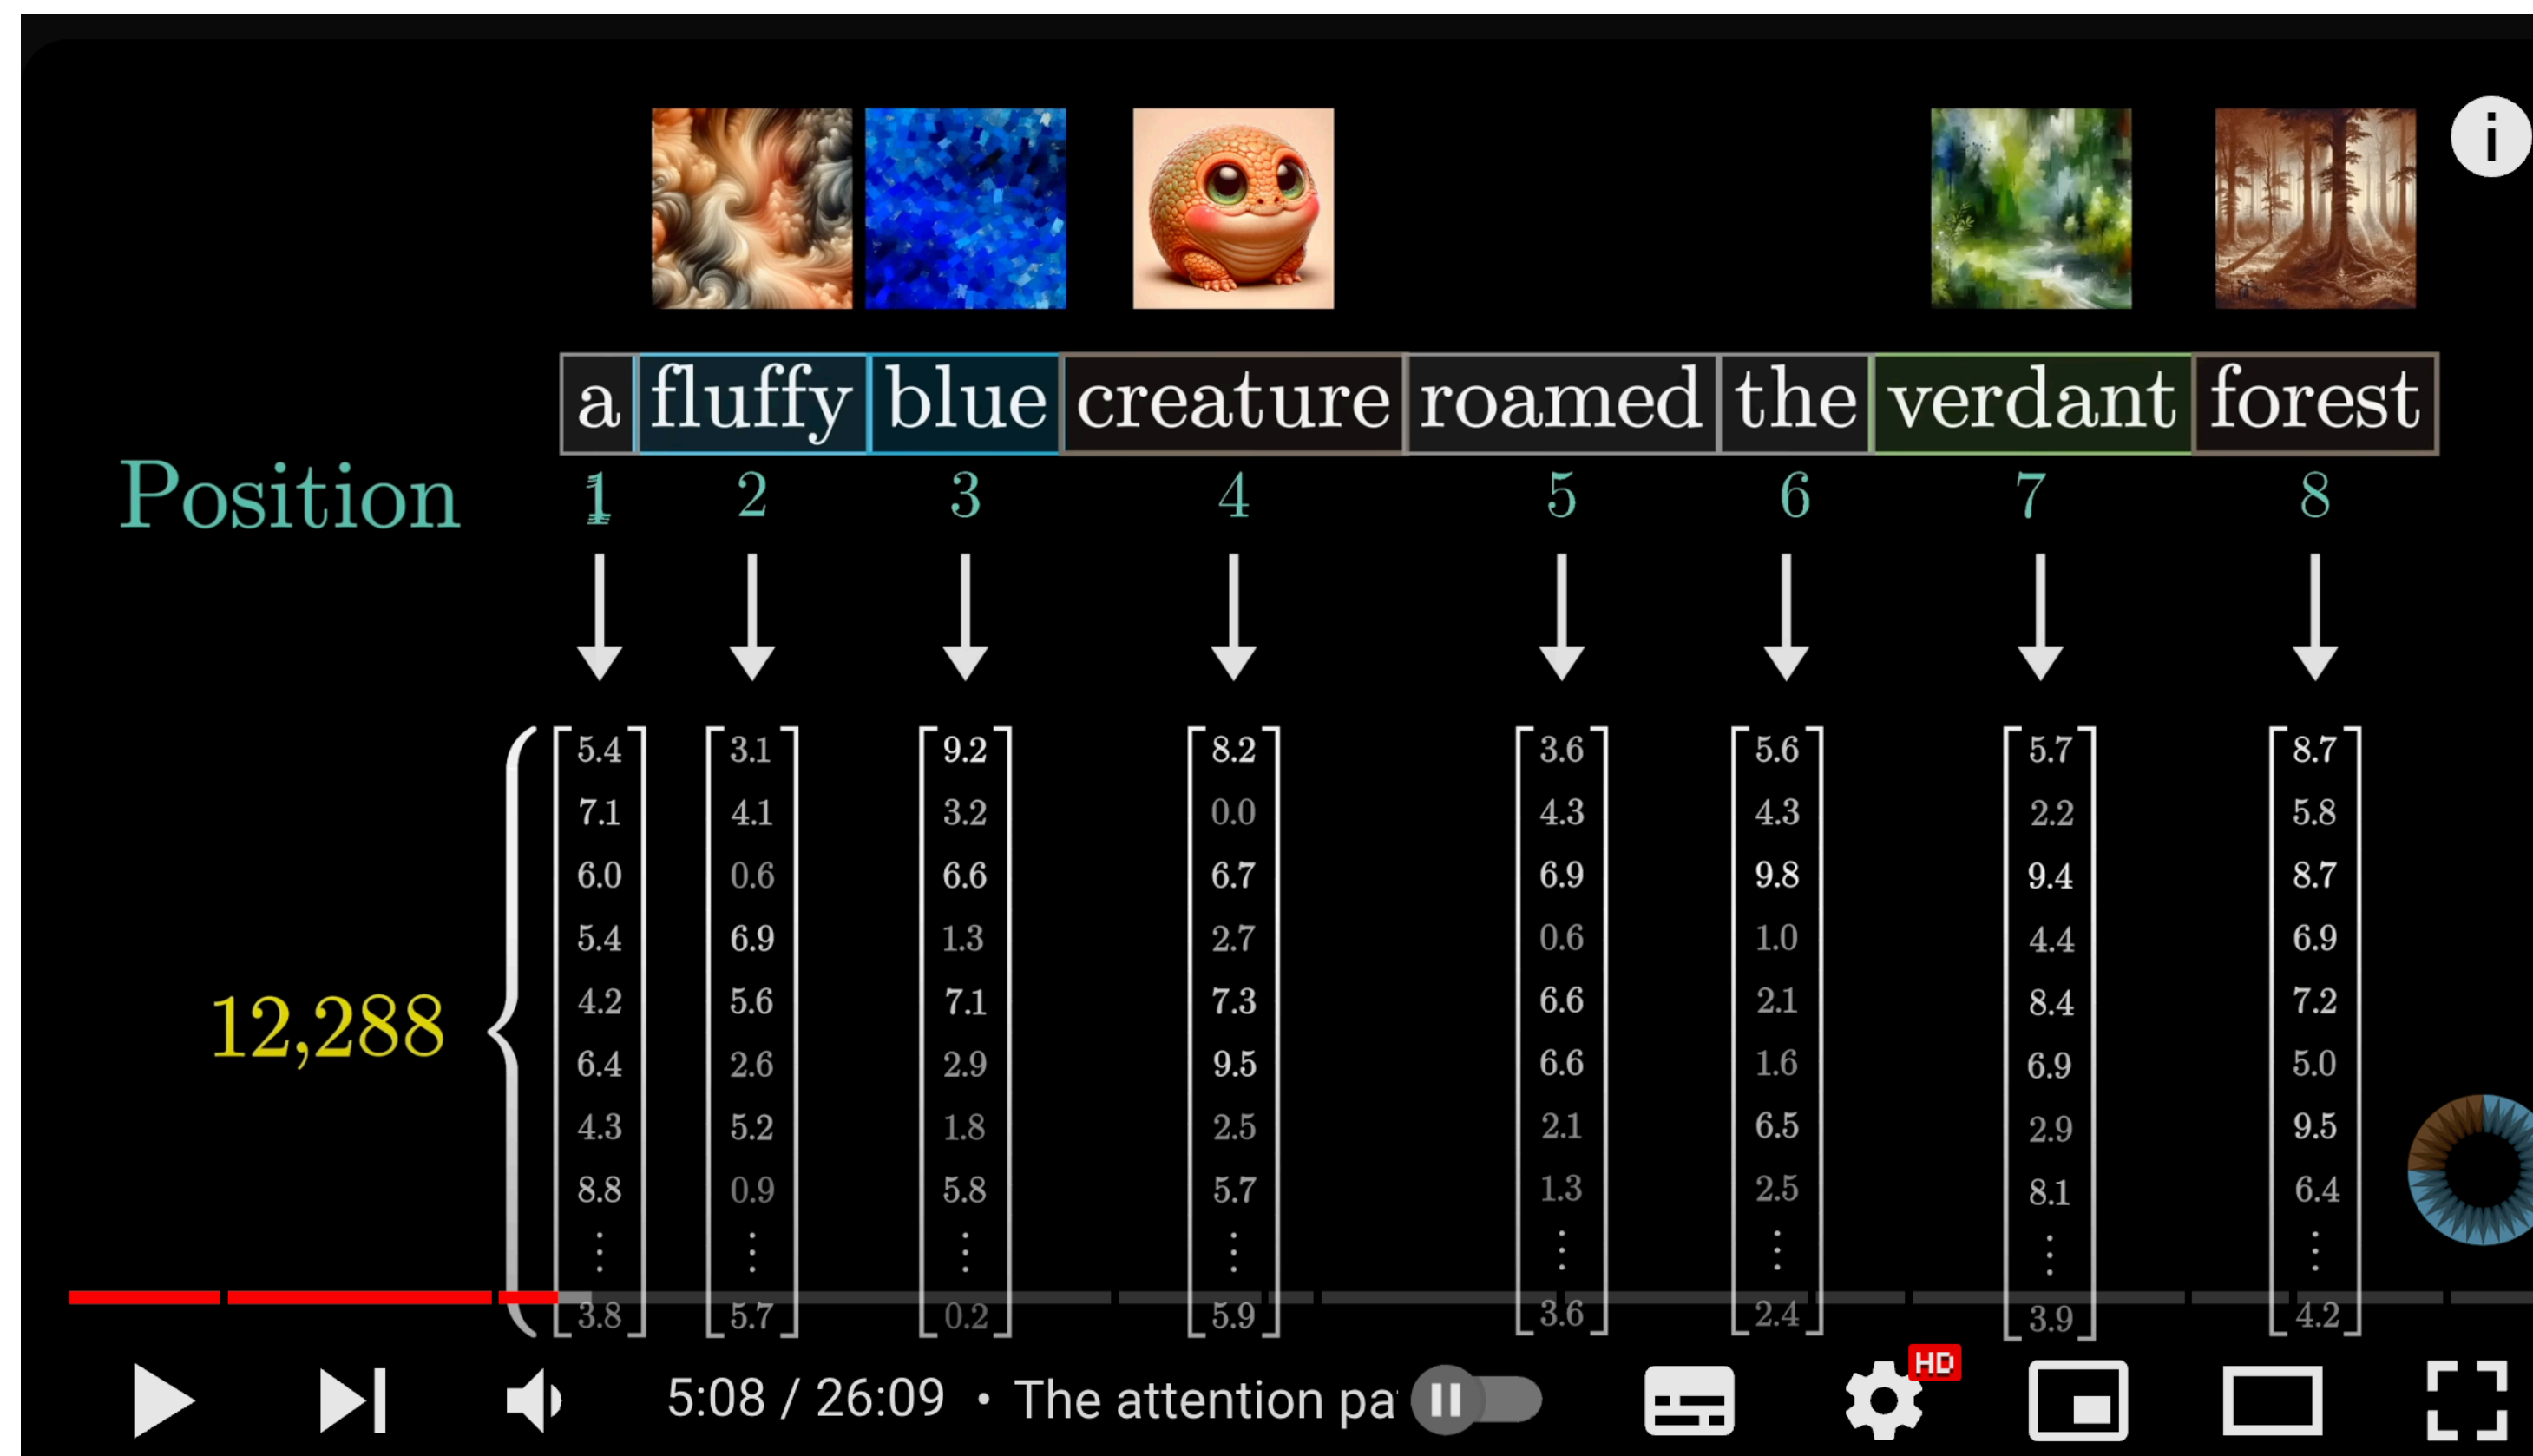 i
a fluffy blue creature roamed the verdant forest
Position 1 2 3 4 5 6 7 8
5.4 3.1 9.2 8.2 3.6 5.6 5.7 8.7
7.1 4.1 3.2 0.0 4.3 4.3 2.2 5.8
6.0 0.6 6.6 6.7 6.9 9.8 9.4 8.7
5.4 6.9 1.3 2.7 0.6 1.0 4.4 6.9
12,288 4.2 5.6 7.1 7.3 6.6 2.1 8.4 7.2
6.4 2.6 2.9 9.5 6.6 1.6 6.9 5.0
4.3 5.2 1.8 2.5 2.1 6.5 2.9 9.5
8.8 0.9 5.8 5.7 1.3 2.5 8.1 6.4
⋮ ⋮ ⋮ ⋮ ⋮ ⋮ ⋮ ⋮
3.8 5.7 0.2 5.9 3.6 2.4 3.9 4.2
5:08 / 26:09 • The attention pa HD